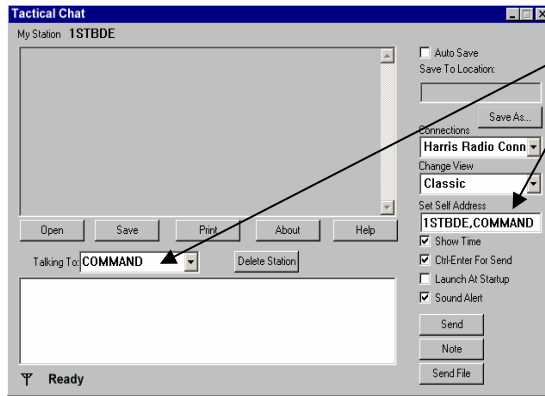 Tactical Chat
My Station 1STBDE
Auto Save
Save To Location:
Save As...
Connections
Harris Radio Conn
Change View
Classic
Set Self Address
1STBDE,COMMAND
Open Save Print About Help
Show Time
Talking To: COMMAND Delete Station
Ctrl-Enter For Send
Launch At Startup
Sound Alert
Send
Note
Send File
Ready